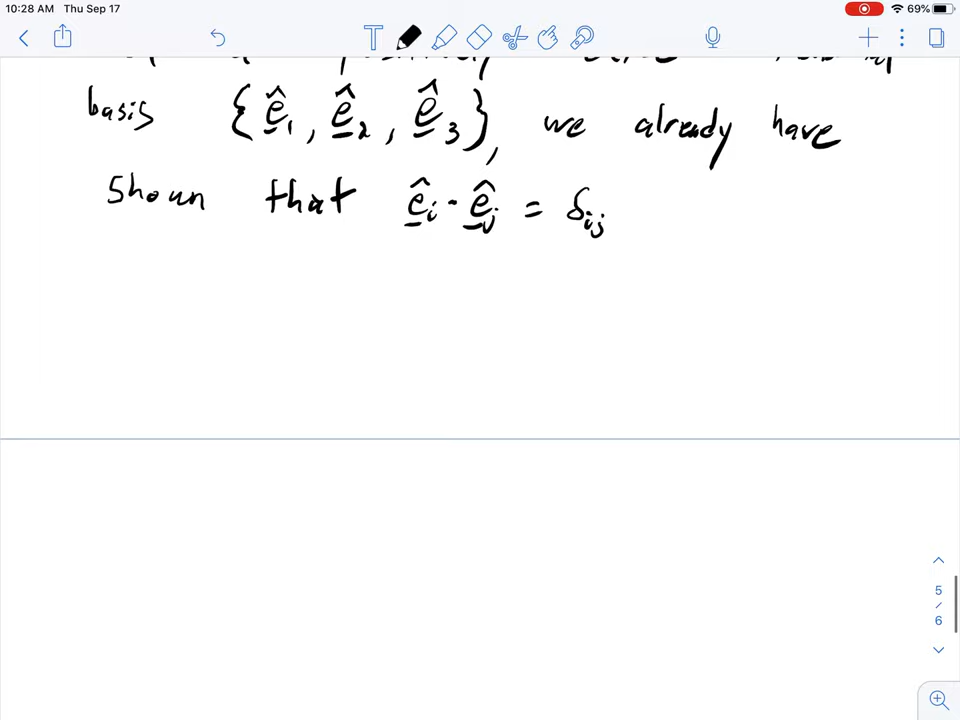 10:28 AM Thu Sep 17
69%
basis {ê₁, ê₂, ê₃}, we already have
shown that êᵢ · êⱼ = δᵢⱼ
5
/
6